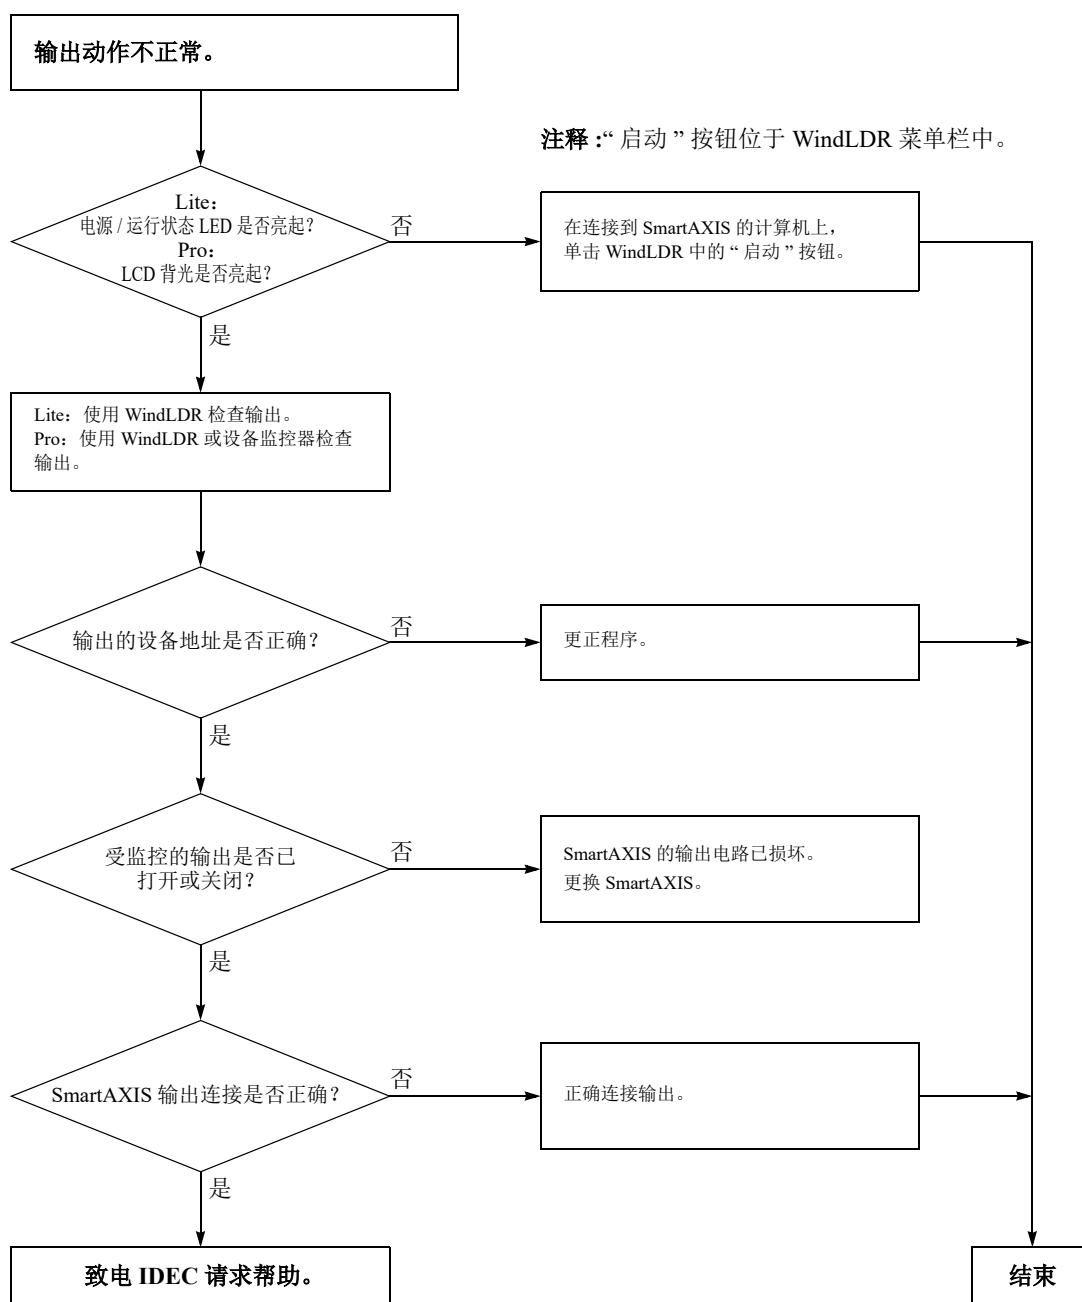 输出动作不正常。
注释 :“ 启动 ” 按钮位于 WindLDR 菜单栏中。
Lite：
电源 / 运行状态 LED 是否亮起？
Pro：
LCD 背光是否亮起？
否
在连接到 SmartAXIS 的计算机上，
单击 WindLDR 中的 “ 启动 ” 按钮。
是
Lite：使用 WindLDR 检查输出。
Pro：使用 WindLDR 或设备监控器检查
输出。
输出的设备地址是否正确？
否
更正程序。
是
受监控的输出是否已
打开或关闭？
否
SmartAXIS 的输出电路已损坏。
更换 SmartAXIS。
是
SmartAXIS 输出连接是否正确？
否
正确连接输出。
是
致电 IDEC 请求帮助。
结束